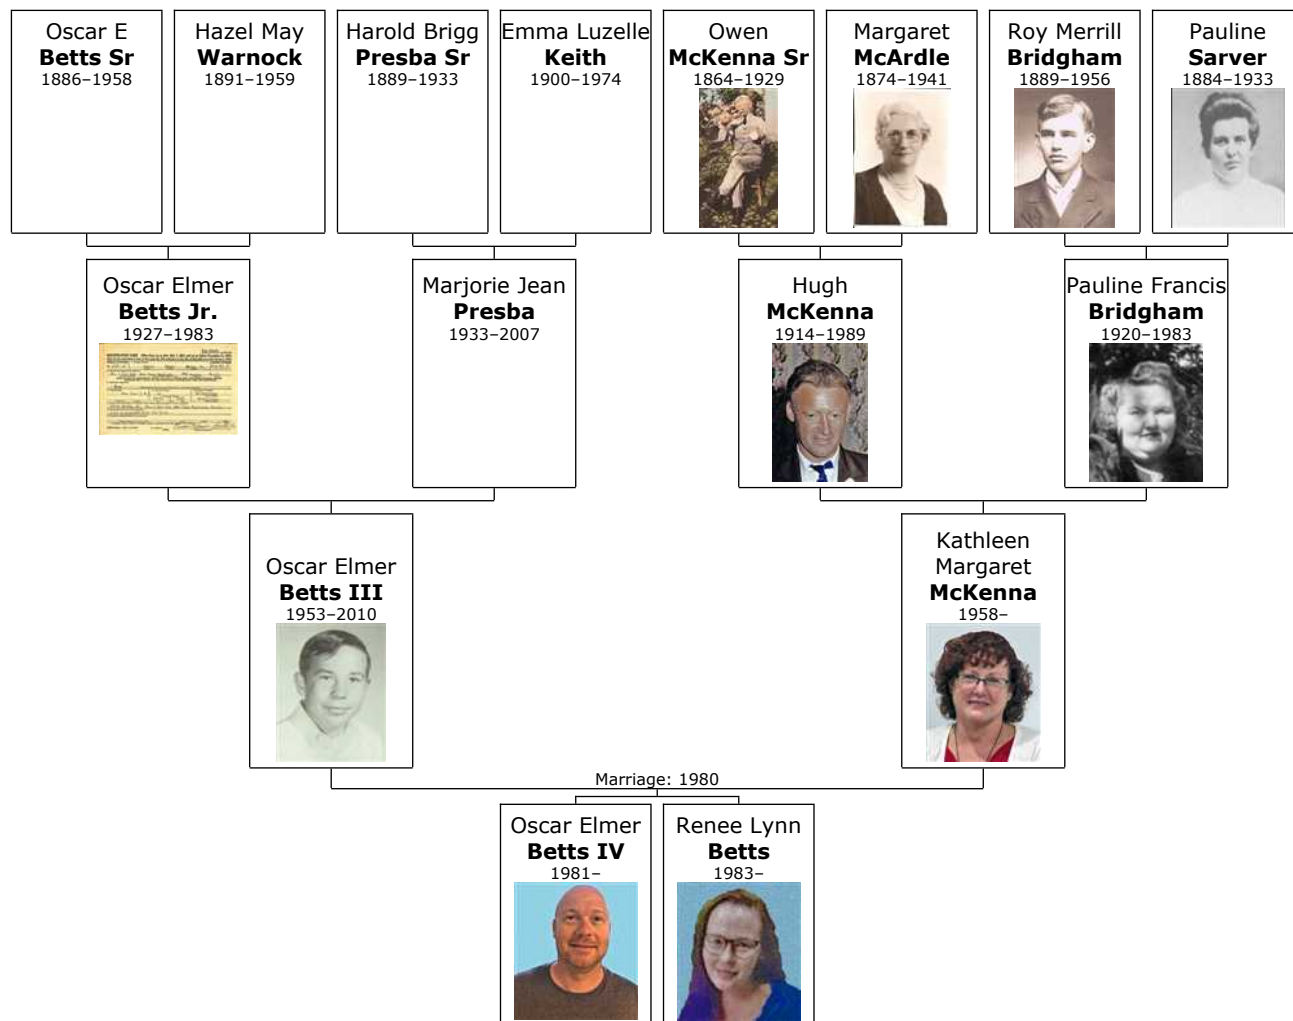 Oscar E
Betts Sr
1886–1958
Hazel May
Warnock
1891–1959
Harold Brigg
Presba Sr
1889–1933
Emma Luzelle
Keith
1900–1974
Owen
McKenna Sr
1864–1929
Margaret
McArdle
1874–1941
Roy Merrill
Bridgham
1889–1956
Pauline
Sarver
1884–1933
Oscar Elmer
Betts Jr.
1927–1983
Marjorie Jean
Presba
1933–2007
Hugh
McKenna
1914–1989
Pauline Francis
Bridgham
1920–1983
Oscar Elmer
Betts III
1953–2010
Kathleen
Margaret
McKenna
1958–
Marriage: 1980
Oscar Elmer
Betts IV
1981–
Renee Lynn
Betts
1983–